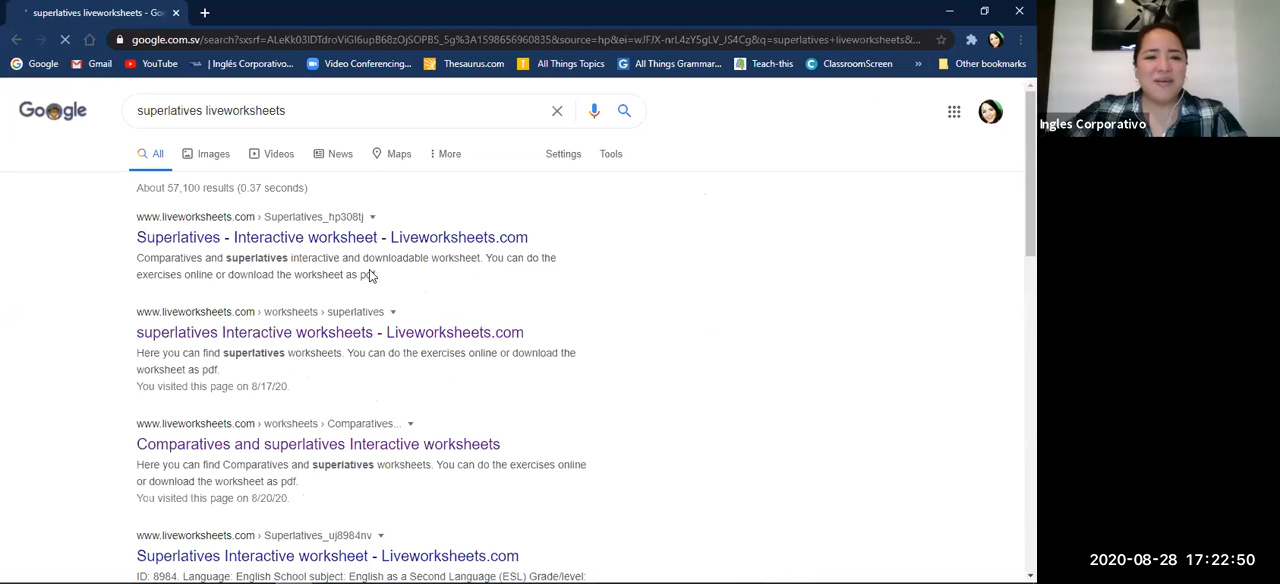 superlatives liveworksheets - Goo
google.com.sv/search?sxsrf=ALeKk03IDTdroViGl6upB68zOjSOPBS_5g%3A1598656960835&source=hp&ei=wJFJX-nrL4zY5gLV_JS4Cg&q=superlatives+liveworksheets&...
Google Gmail YouTube | Inglés Corporativo... Video Conferencing... Thesaurus.com All Things Topics All Things Grammar... Teach-this ClassroomScreen » Other bookmarks
Ingles Corporativo
Google superlatives liveworksheets
All Images Videos News Maps More Settings Tools
About 57,100 results (0.37 seconds)
www.liveworksheets.com › Superlatives_hp308tj
Superlatives - Interactive worksheet - Liveworksheets.com
Comparatives and superlatives interactive and downloadable worksheet. You can do the
exercises online or download the worksheet as pdf.
www.liveworksheets.com › worksheets › superlatives
superlatives Interactive worksheets - Liveworksheets.com
Here you can find superlatives worksheets. You can do the exercises online or download the
worksheet as pdf.
You visited this page on 8/17/20.
www.liveworksheets.com › worksheets › Comparatives...
Comparatives and superlatives Interactive worksheets
Here you can find Comparatives and superlatives worksheets. You can do the exercises online
or download the worksheet as pdf.
You visited this page on 8/20/20.
www.liveworksheets.com › Superlatives_uj8984nv
Superlatives Interactive worksheet - Liveworksheets.com
ID: 8984. Language: English School subject: English as a Second Language (ESL) Grade/level:
2020-08-28 17:22:50